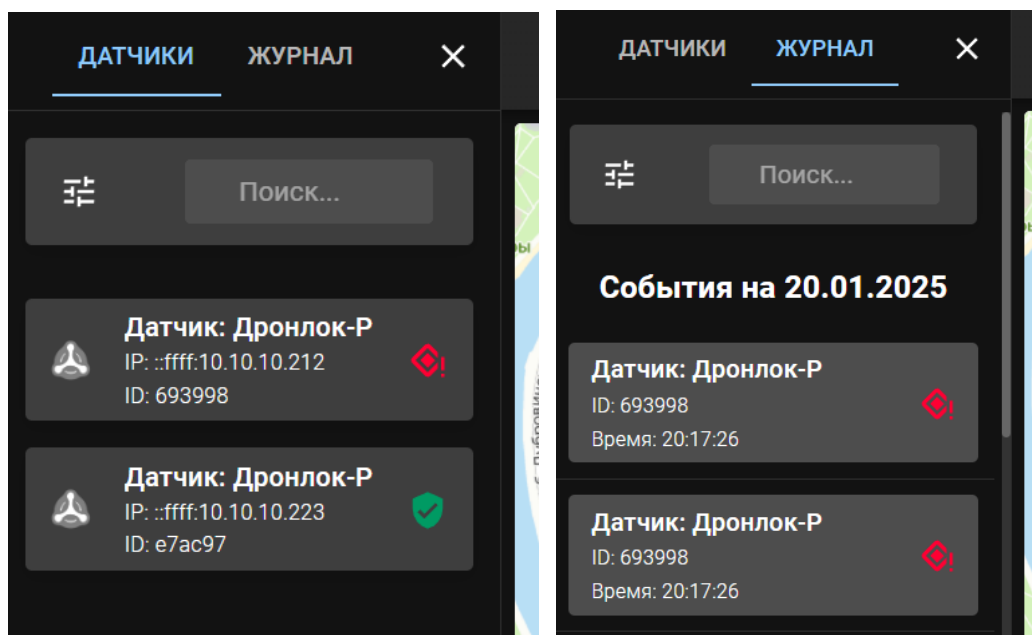 ДАТЧИКИ ЖУРНАЛ
Поиск...
Датчик: Дронлок-Р
IP: ::ffff:10.10.10.212
ID: 693998
Датчик: Дронлок-Р
IP: ::ffff:10.10.10.223
ID: e7ac97
ДАТЧИКИ ЖУРНАЛ
Поиск...
События на 20.01.2025
Датчик: Дронлок-Р
ID: 693998
Время: 20:17:26
Датчик: Дронлок-Р
ID: 693998
Время: 20:17:26